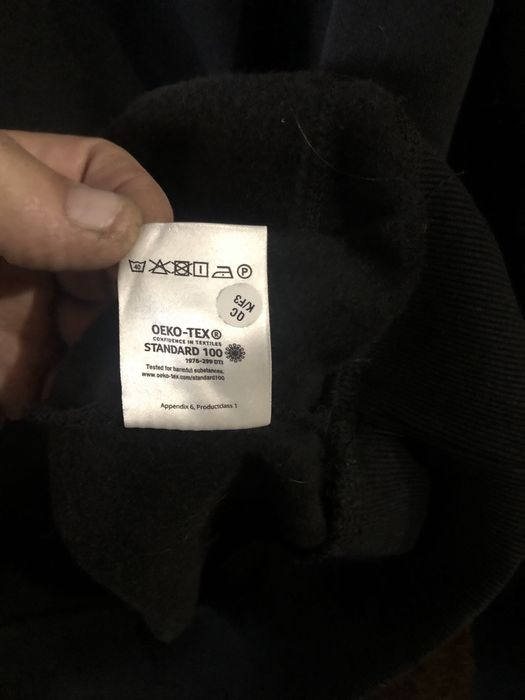 40 P
QC
K/F3
OEKO-TEX®
CONFIDENCE IN TEXTILES
STANDARD 100
1976-299 DTI
Tested for harmful substances.
www.oeko-tex.com/standard100
Appendix 6, Productclass 1